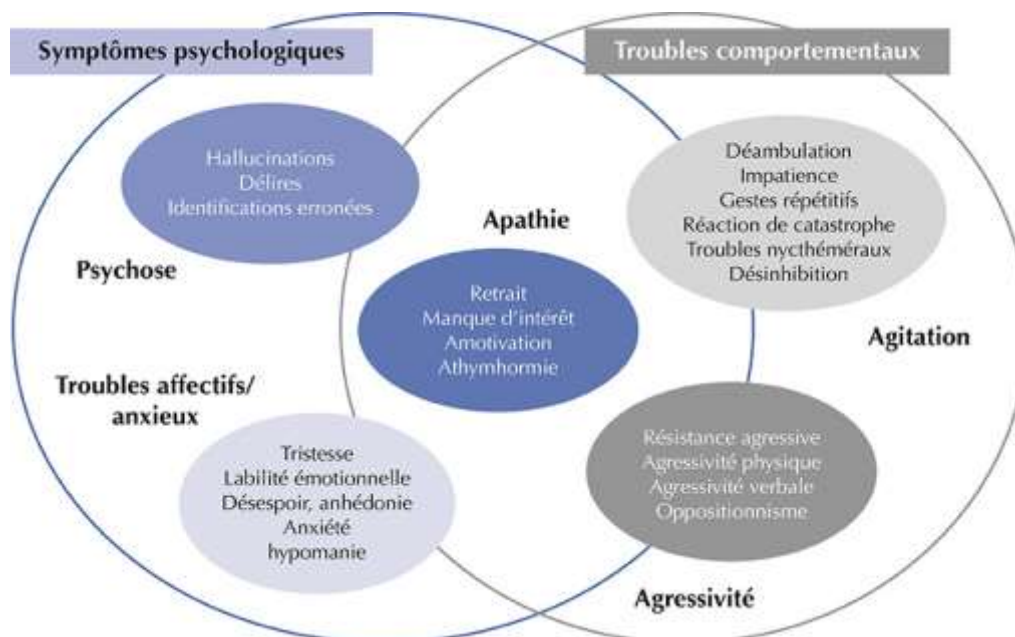 Symptômes psychologiques
Troubles comportementaux
Hallucinations
Délires
Identifications erronées
Psychose
Apathie
Retrait
Manque d'intérêt
Amotivation
Athymhormie
Déambulation
Impatience
Gestes répétitifs
Réaction de catastrophe
Troubles nycthéméraux
Désinhibition
Agitation
Troubles affectifs/
anxieux
Tristesse
Labilité émotionnelle
Désespoir, anhédonie
Anxiété
hypomanie
Résistance agressive
Agressivité physique
Agressivité verbale
Oppositionnisme
Agressivité